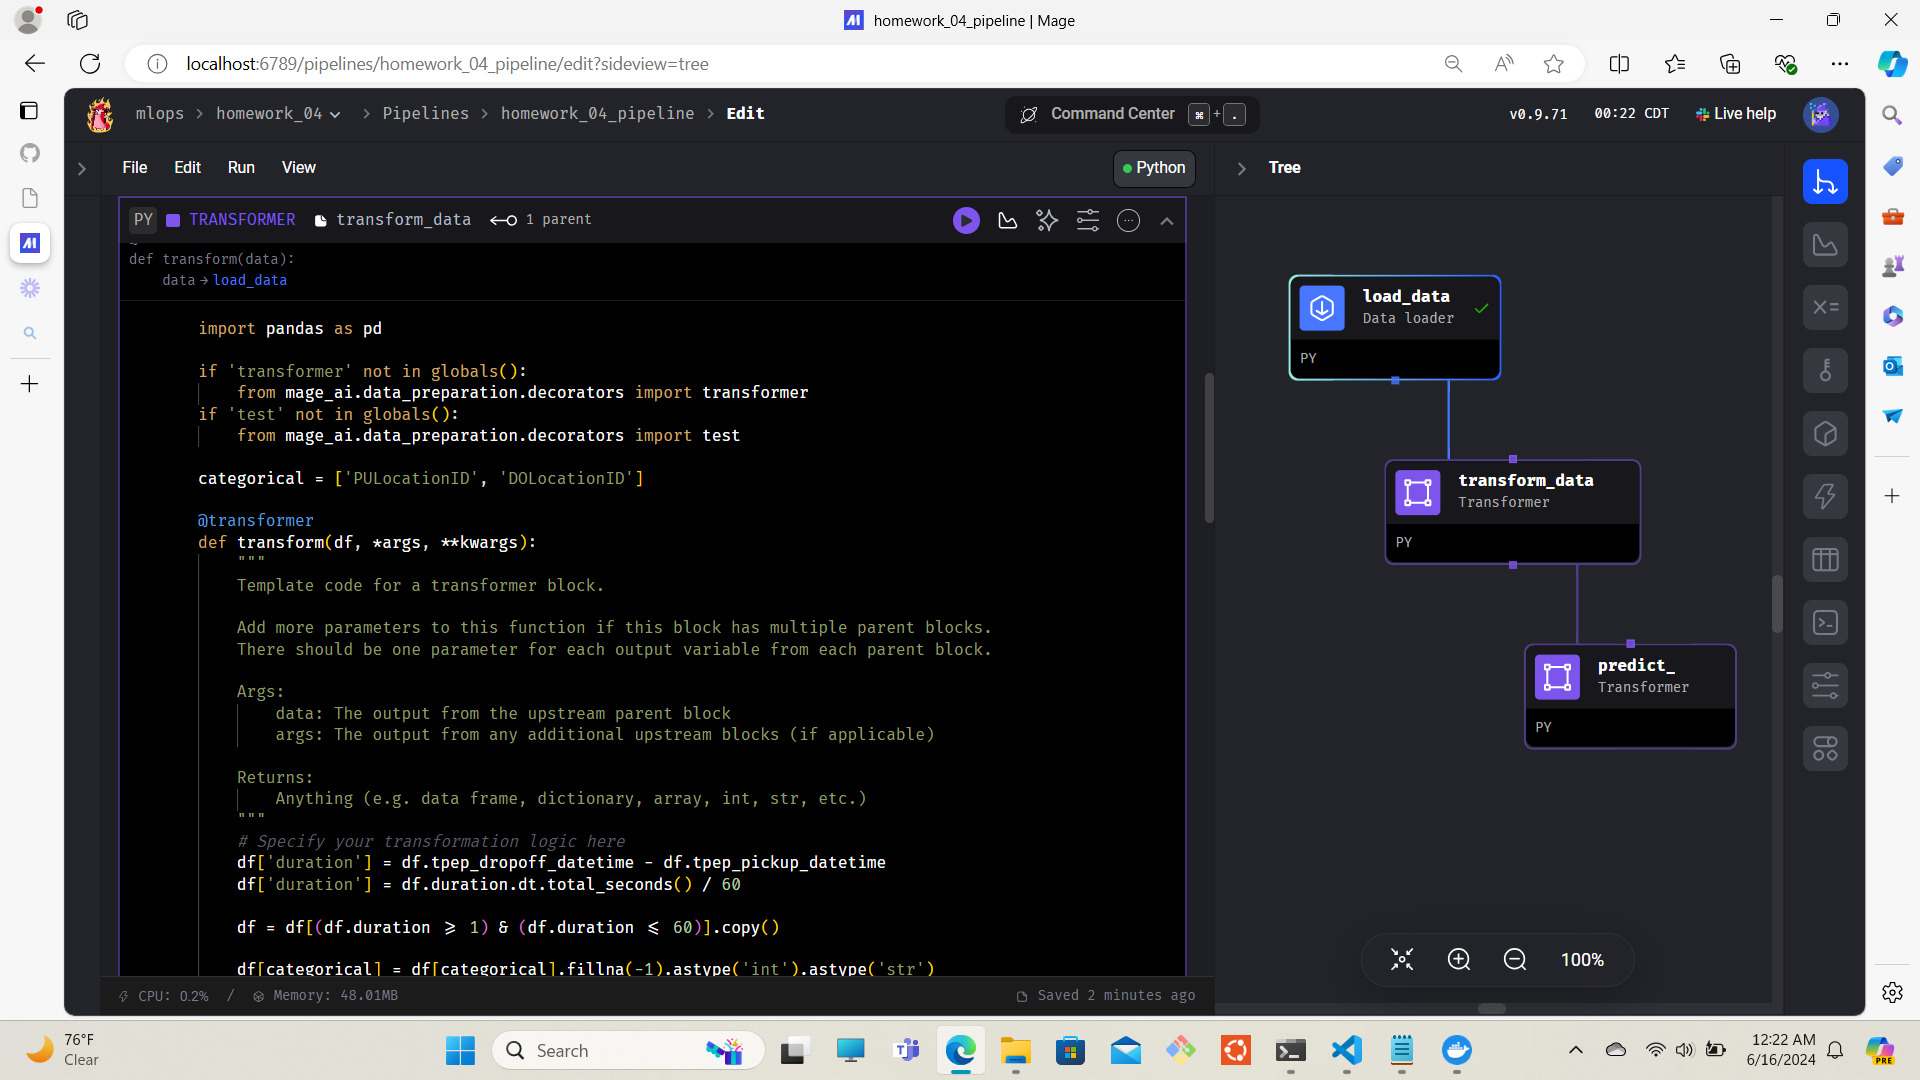 homework_04_pipeline | Mage
localhost:6789/pipelines/homework_04_pipeline/edit?sideview=tree
mlops > homework_04 > Pipelines > homework_04_pipeline > Edit
Command Center ⌘ + .
v0.9.71
00:22 CDT
Live help
File Edit Run View
Python
Tree
PY TRANSFORMER transform_data 1 parent
def transform(data):
data → load_data
import pandas as pd
if 'transformer' not in globals():
from mage_ai.data_preparation.decorators import transformer
if 'test' not in globals():
from mage_ai.data_preparation.decorators import test
categorical = ['PULocationID', 'DOLocationID']
@transformer
def transform(df, *args, **kwargs):
"""
Template code for a transformer block.
Add more parameters to this function if this block has multiple parent blocks.
There should be one parameter for each output variable from each parent block.
Args:
data: The output from the upstream parent block
args: The output from any additional upstream blocks (if applicable)
Returns:
Anything (e.g. data frame, dictionary, array, int, str, etc.)
"""
# Specify your transformation logic here
df['duration'] = df.tpep_dropoff_datetime - df.tpep_pickup_datetime
df['duration'] = df.duration.dt.total_seconds() / 60
df = df[(df.duration >= 1) & (df.duration <= 60)].copy()
df[categorical] = df[categorical].fillna(-1).astype('int').astype('str')
load_data
Data loader
PY
transform_data
Transformer
PY
predict_
Transformer
PY
100%
CPU: 0.2% / Memory: 48.01MB
Saved 2 minutes ago
76°F
Clear
Search
12:22 AM
6/16/2024
PRE